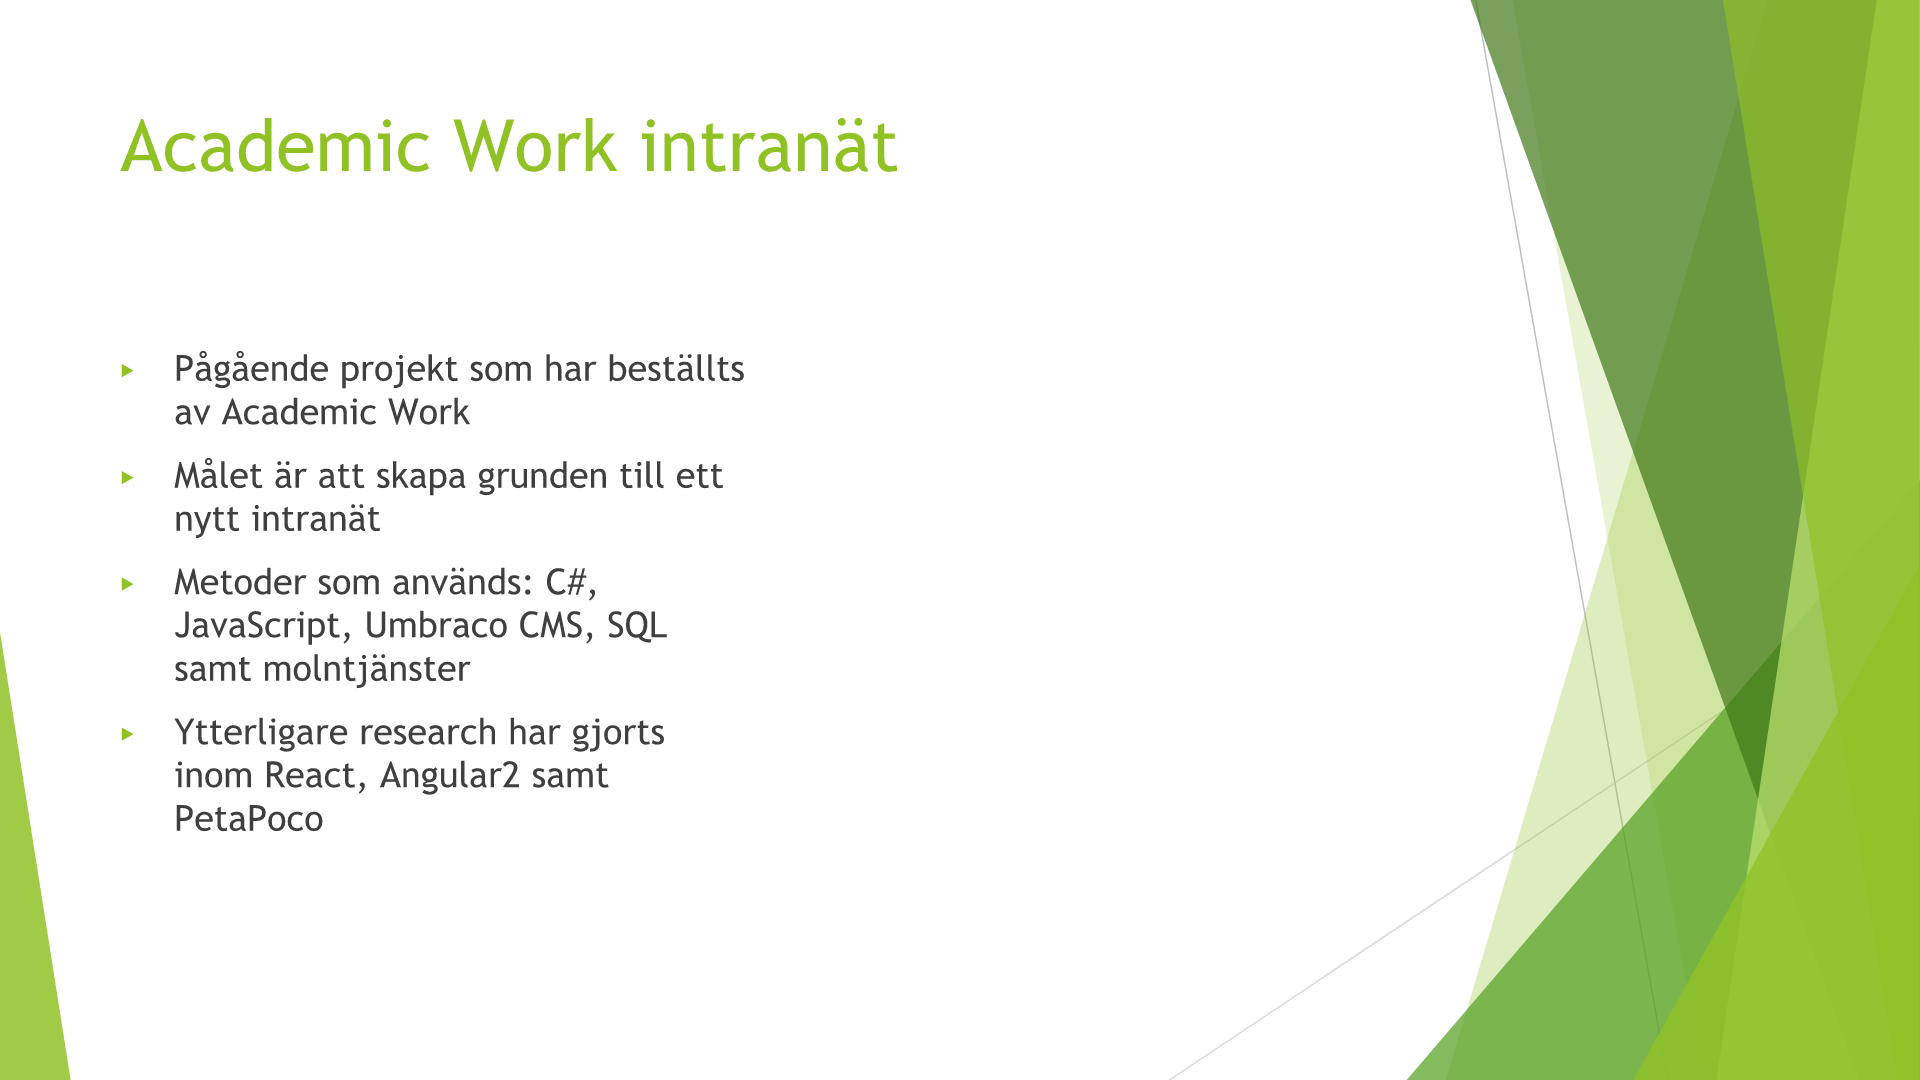 Academic Work intranät
Pågående projekt som har beställts
av Academic Work
Målet är att skapa grunden till ett
nytt intranät
Metoder som används: C#,
JavaScript, Umbraco CMS, SQL
samt molntjänster
Ytterligare research har gjorts
inom React, Angular2 samt
PetaPoco